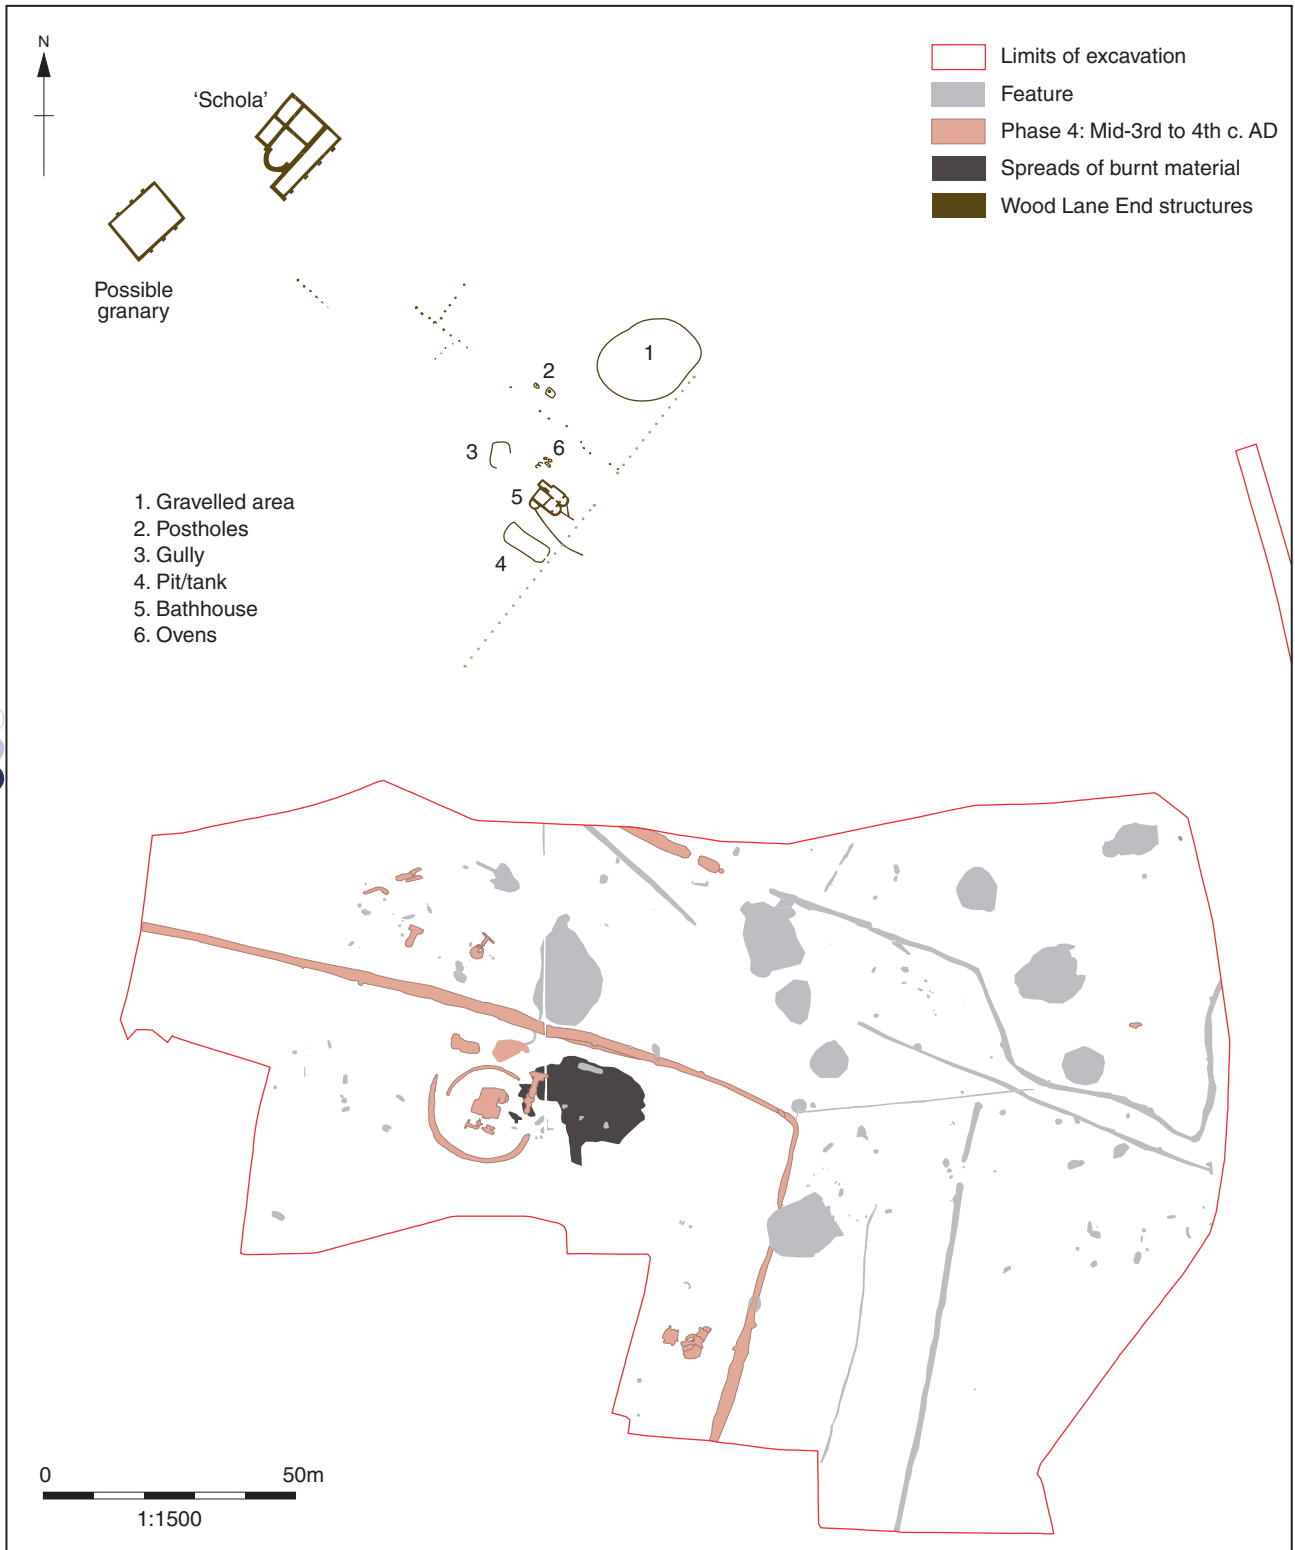 N
'Schola'
Possible
granary
Limits of excavation
Feature
Phase 4: Mid-3rd to 4th c. AD
Spreads of burnt material
Wood Lane End structures
1
2
3
6
5
4
1. Gravelled area
2. Postholes
3. Gully
4. Pit/tank
5. Bathhouse
6. Ovens
0 50m
1:1500